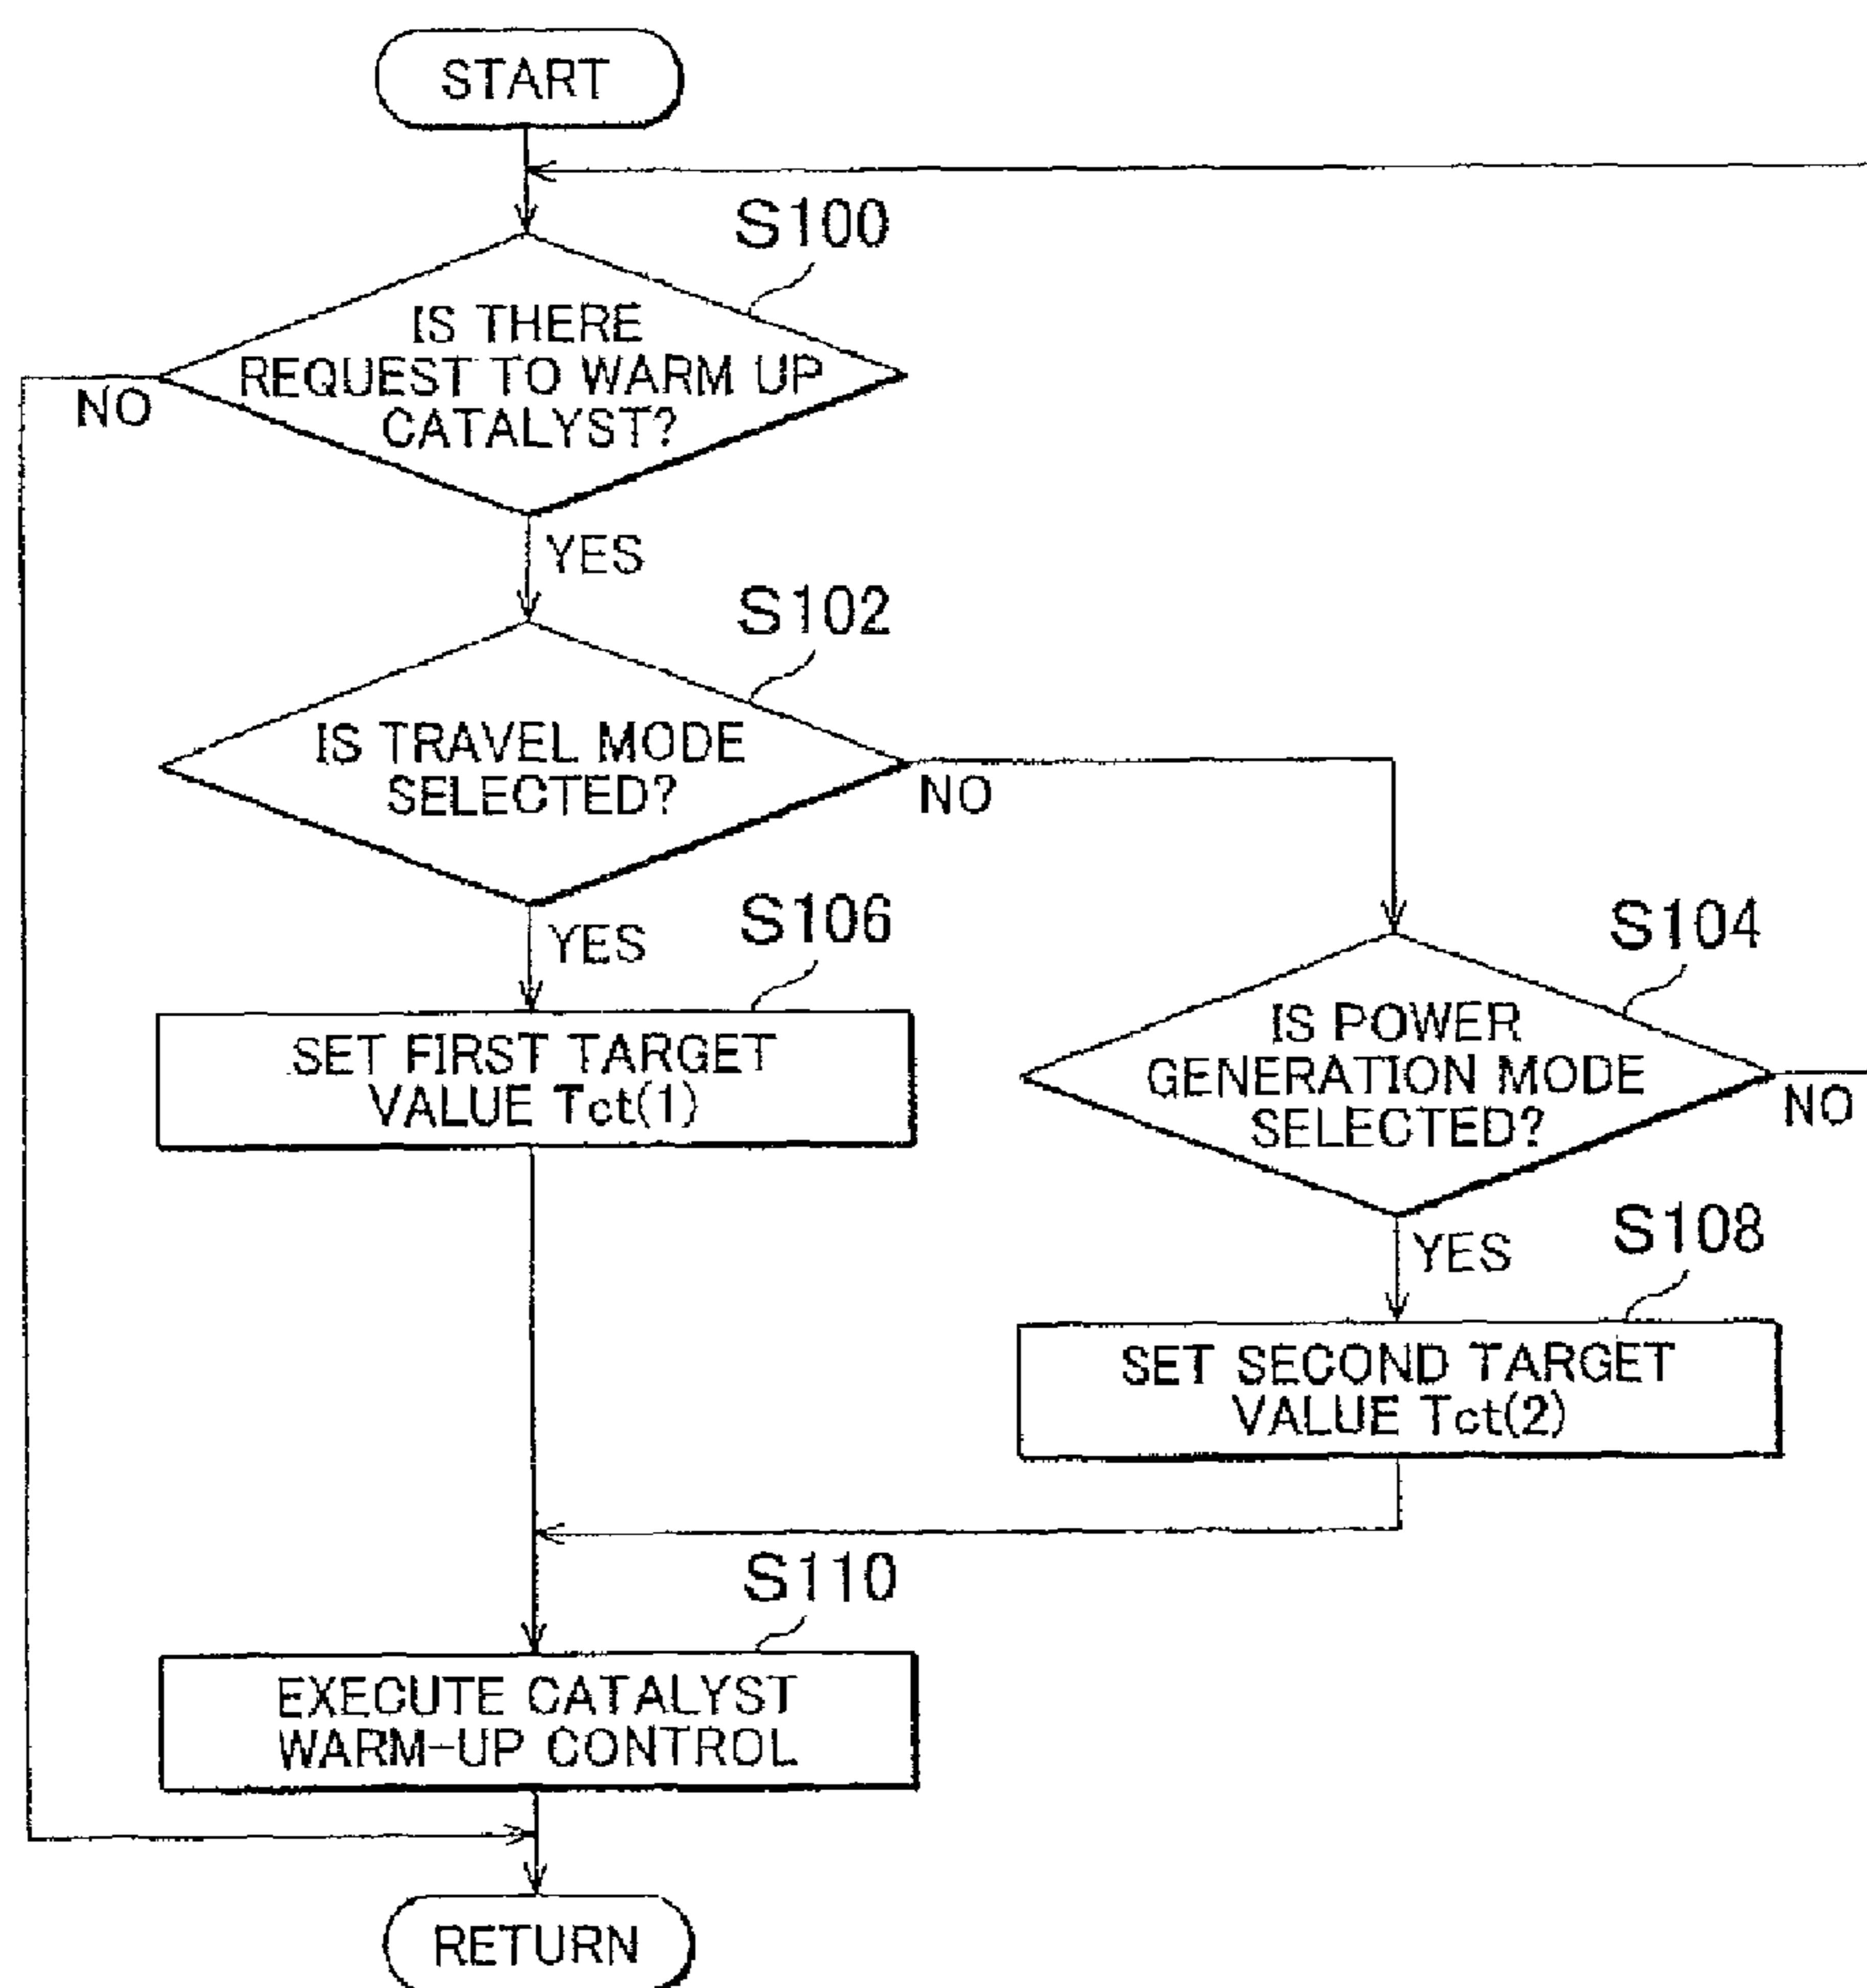 START
S100
IS THERE
REQUEST TO WARM UP
CATALYST?
NO
YES
S102
IS TRAVEL MODE
SELECTED?
NO
YES
S106
SET FIRST TARGET
VALUE Tct(1)
S104
IS POWER
GENERATION MODE
SELECTED?
NO
YES
S108
SET SECOND TARGET
VALUE Tct(2)
S110
EXECUTE CATALYST
WARM-UP CONTROL
RETURN